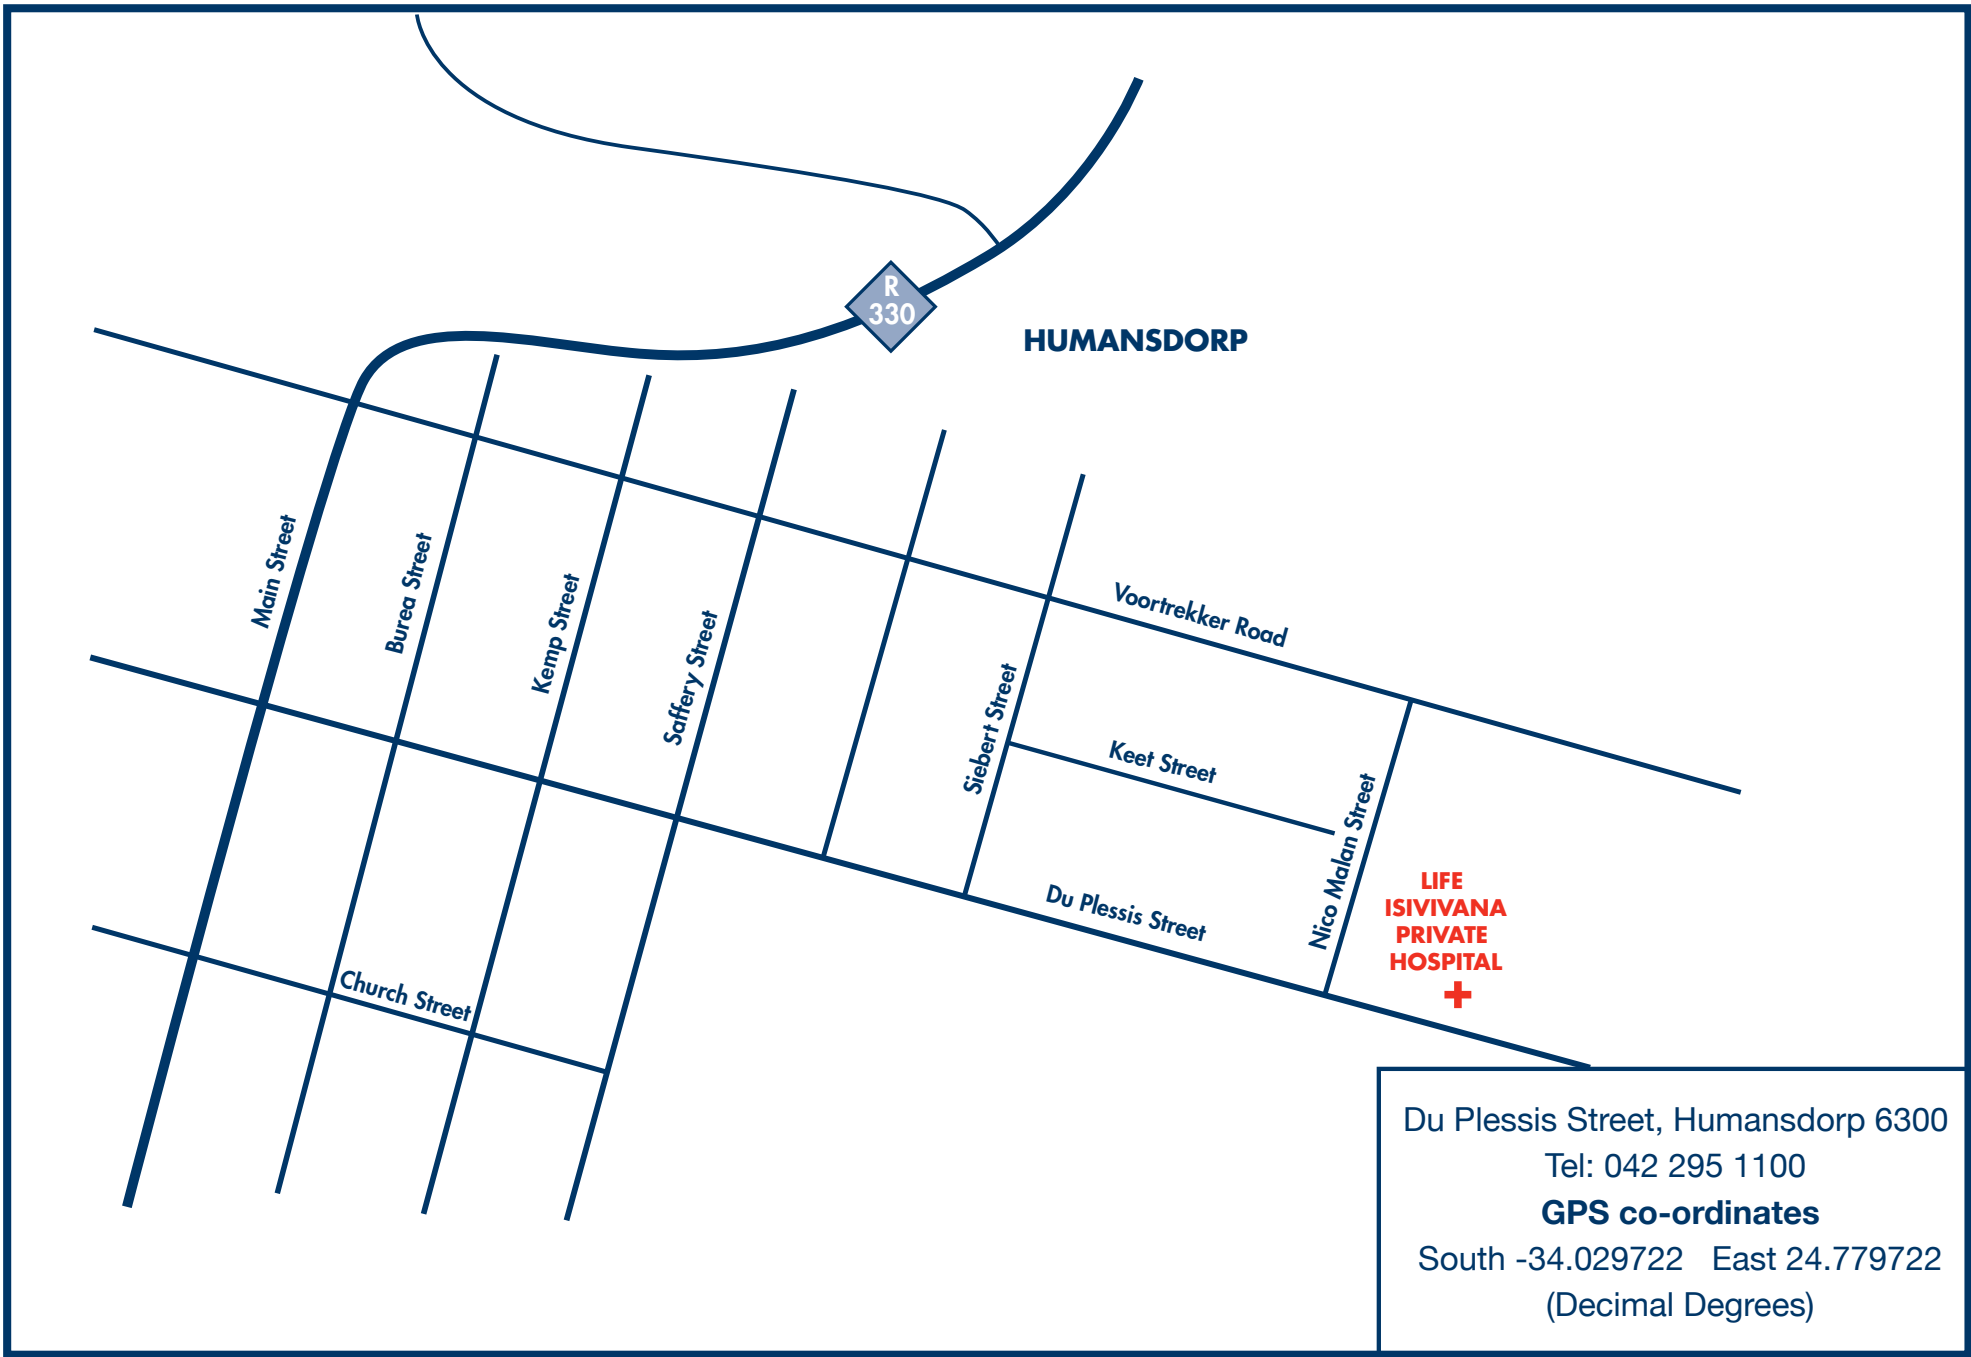 R
330
HUMANSDORP
Main Street
Burea Street
Kemp Street
Saffery Street
Siebert Street
Voortrekker Road
Keet Street
Nico Malan Street
Du Plessis Street
Church Street
LIFE
ISIVIVANA
PRIVATE
HOSPITAL
Du Plessis Street, Humansdorp 6300
Tel: 042 295 1100
GPS co-ordinates
South -34.029722 East 24.779722
(Decimal Degrees)